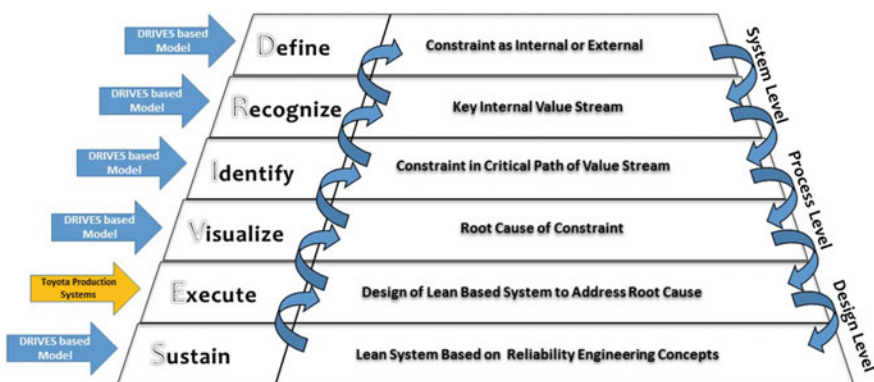 DRIVES based
Model
Define
Constraint as Internal or External
System Level
DRIVES based
Model
Recognize
Key Internal Value Stream
DRIVES based
Model
Identify
Constraint in Critical Path of Value Stream
Process Level
DRIVES based
Model
Visualize
Root Cause of Constraint
Toyota Production
Systems
Execute
Design of Lean Based System to Address Root Cause
Design Level
DRIVES based
Model
Sustain
Lean System Based on Reliability Engineering Concepts